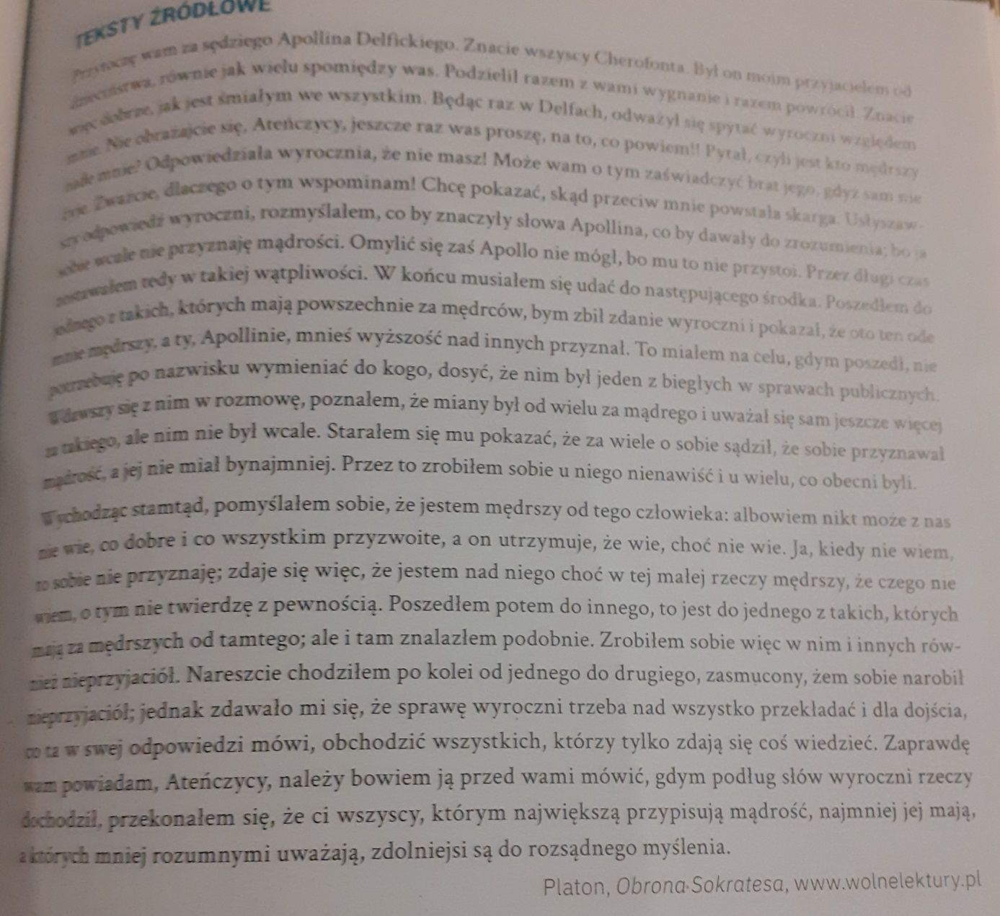 TEKSTY ŹRÓDŁOWE
Przytoczę wam za sędziego Apollina Delfickiego. Znacie wszyscy Cherofonta. Był on moim przyjacielem od
dzieciństwa, równie jak wielu spomiędzy was. Podzielił razem z wami wygnanie i razem powrócił. Znacie
więc dobrze, jak jest śmiałym we wszystkim. Będąc raz w Delfach, odważył się spytać wyroczni względem
mnie. Nie obrażajcie się, Ateńczycy, jeszcze raz was proszę, na to, co powiem!! Pytał, czyli jest kto mędrszy
nade mnie? Odpowiedziała wyrocznia, że nie masz! Może wam o tym zaświadczyć brat jego, gdyż sam nie
żyje. Zważcie, dlaczego o tym wspominam! Chcę pokazać, skąd przeciw mnie powstała skarga. Usłyszaw-
szy odpowiedź wyroczni, rozmyślałem, co by znaczyły słowa Apollina, co by dawały do zrozumienia; bo ja
sobie wcale nie przyznaję mądrości. Omylić się zaś Apollo nie mógł, bo mu to nie przystoi. Przez długi czas
zostawałem tedy w takiej wątpliwości. W końcu musiałem się udać do następującego środka. Poszedłem do
jednego z takich, których mają powszechnie za mędrców, bym zbił zdanie wyroczni i pokazał, że oto ten ode
mnie mędrszy, a ty, Apollinie, mnieś wyższość nad innych przyznał. To miałem na celu, gdym poszedł, nie
potrzebuję po nazwisku wymieniać do kogo, dosyć, że nim był jeden z biegłych w sprawach publicznych.
Wdawszy się z nim w rozmowę, poznałem, że miany był od wielu za mądrego i uważał się sam jeszcze więcej
za takiego, ale nim nie był wcale. Starałem się mu pokazać, że za wiele o sobie sądził, że sobie przyznawał
mądrość, a jej nie miał bynajmniej. Przez to zrobiłem sobie u niego nienawiść i u wielu, co obecni byli.
Wychodząc stamtąd, pomyślałem sobie, że jestem mędrszy od tego człowieka: albowiem nikt może z nas
nie wie, co dobre i co wszystkim przyzwoite, a on utrzymuje, że wie, choć nie wie. Ja, kiedy nie wiem,
to sobie nie przyznaję; zdaje się więc, że jestem nad niego choć w tej małej rzeczy mędrszy, że czego nie
wiem, o tym nie twierdzę z pewnością. Poszedłem potem do innego, to jest do jednego z takich, których
mają za mędrszych od tamtego; ale i tam znalazłem podobnie. Zrobiłem sobie więc w nim i innych rów-
nież nieprzyjaciół. Nareszcie chodziłem po kolei od jednego do drugiego, zasmucony, żem sobie narobił
nieprzyjaciół; jednak zdawało mi się, że sprawę wyroczni trzeba nad wszystko przekładać i dla dojścia,
co ta w swej odpowiedzi mówi, obchodzić wszystkich, którzy tylko zdają się coś wiedzieć. Zaprawdę
wam powiadam, Ateńczycy, należy bowiem ją przed wami mówić, gdym podług słów wyroczni rzeczy
dochodził, przekonałem się, że ci wszyscy, którym największą przypisują mądrość, najmniej jej mają,
a których mniej rozumnymi uważają, zdolniejsi są do rozsądnego myślenia.
Platon, Obrona Sokratesa, www.wolnelektury.pl